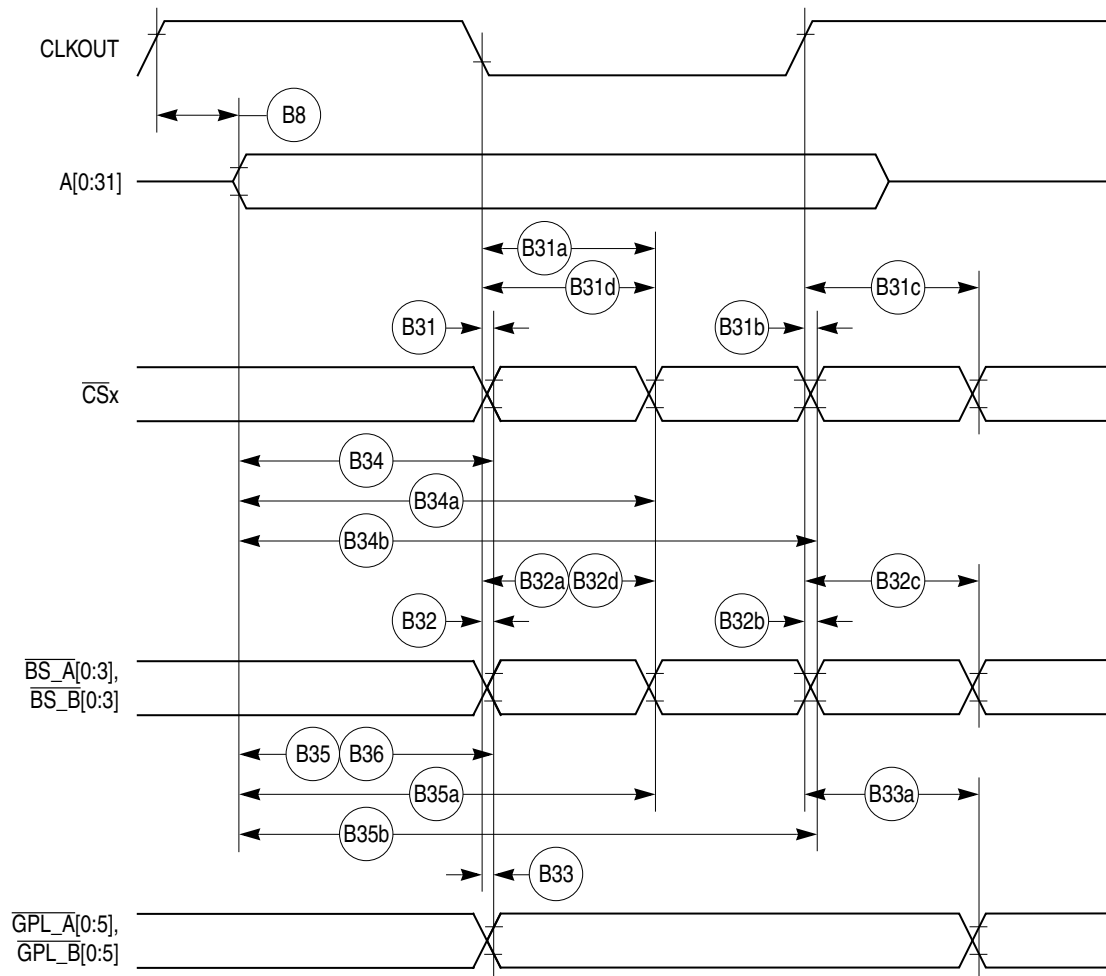 CLKOUT
B8
A[0:31]
B31a
B31d
B31c
B31
B31b
CSx
B34
B34a
B34b
B32a B32d
B32c
B32
B32b
BS_A[0:3],
BS_B[0:3]
B35 B36
B35a
B33a
B35b
B33
GPL_A[0:5],
GPL_B[0:5]